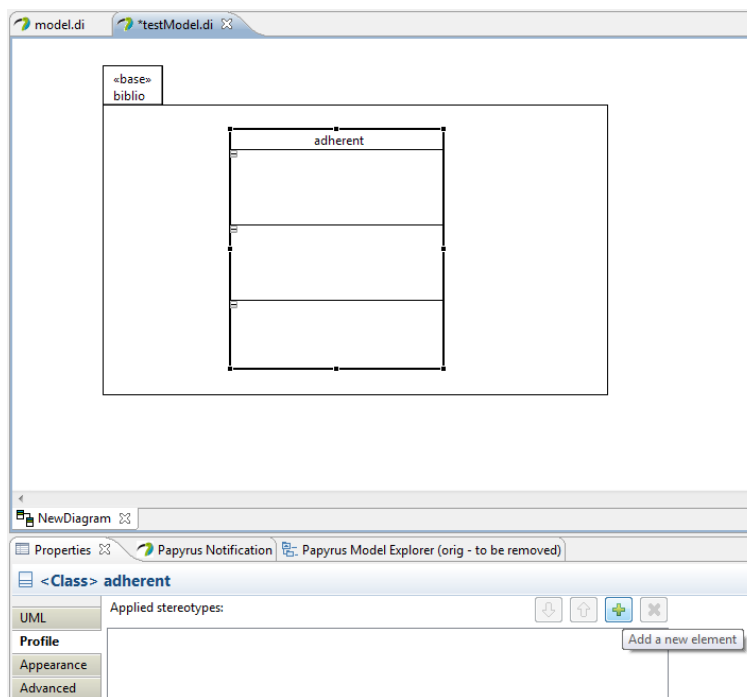 model.di
*testModel.di
«base»
biblio
adherent
NewDiagram
Properties
Papyrus Notification
Papyrus Model Explorer (orig - to be removed)
<Class> adherent
UML
Applied stereotypes:
Add a new element
Profile
Appearance
Advanced